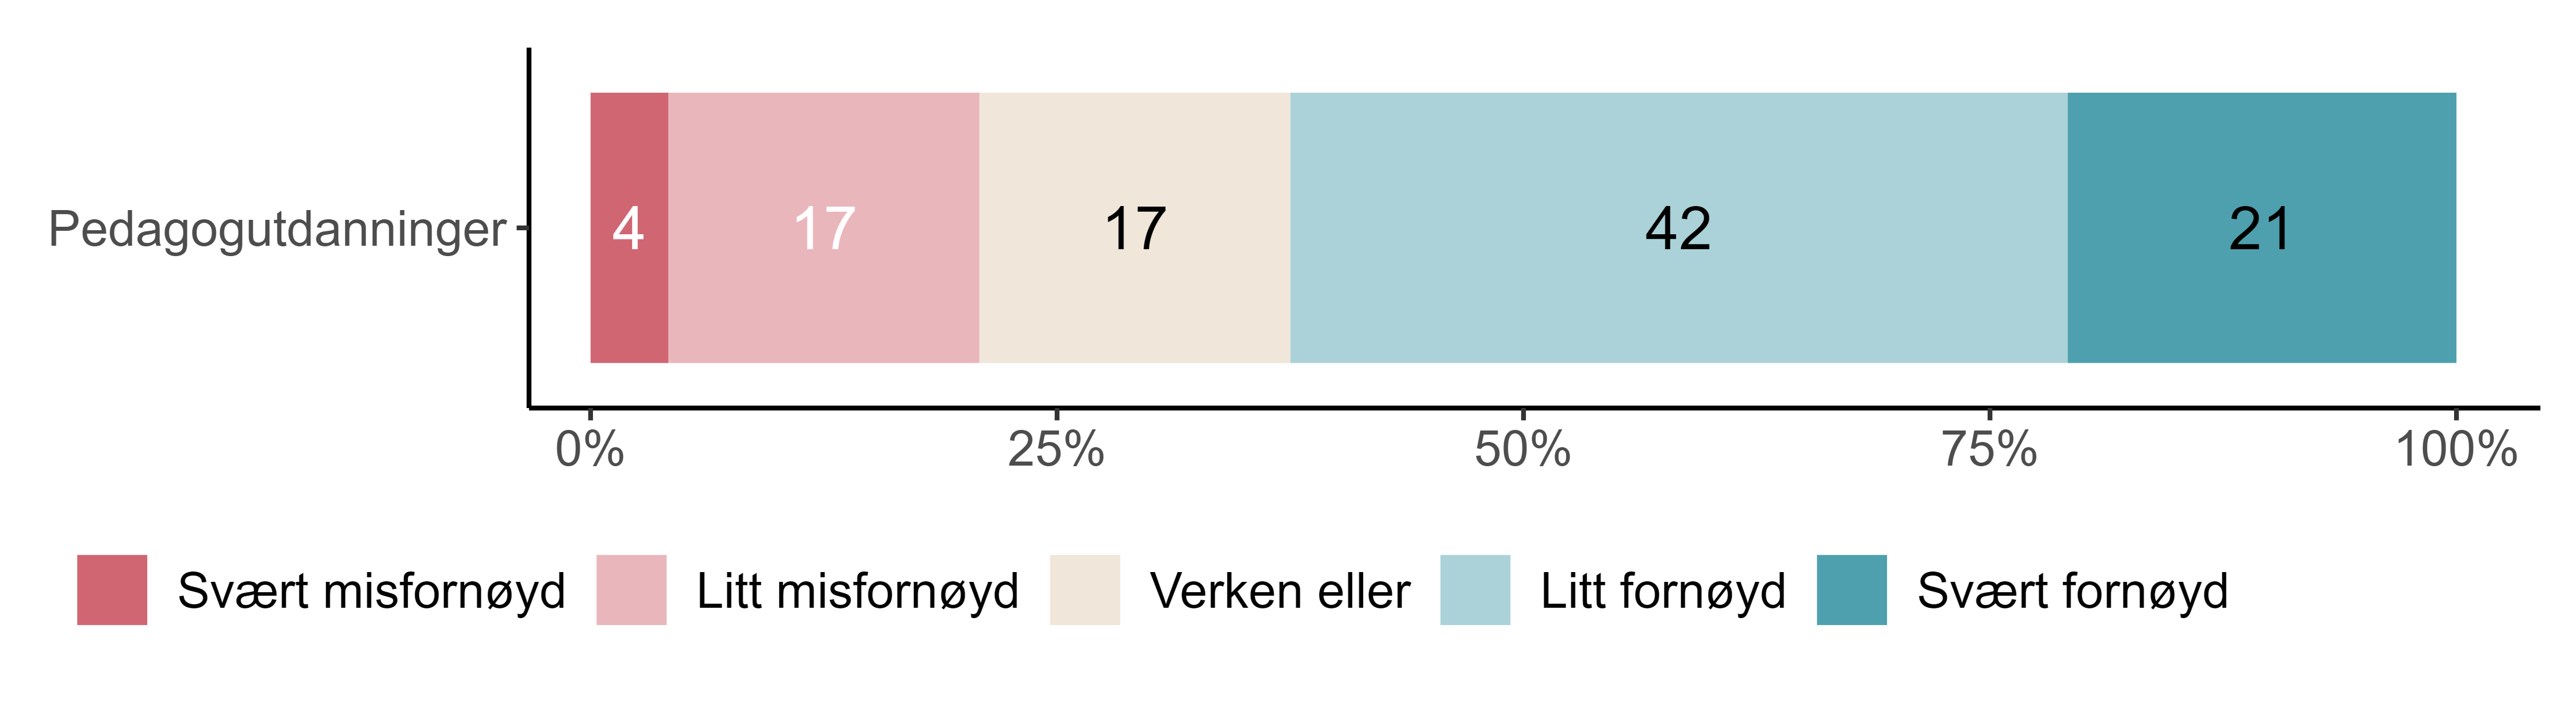 Pedagogutdanninger
4 17 17 42 21
0% 25% 50% 75% 100%
Svært misfornøyd Litt misfornøyd Verken eller Litt fornøyd Svært fornøyd